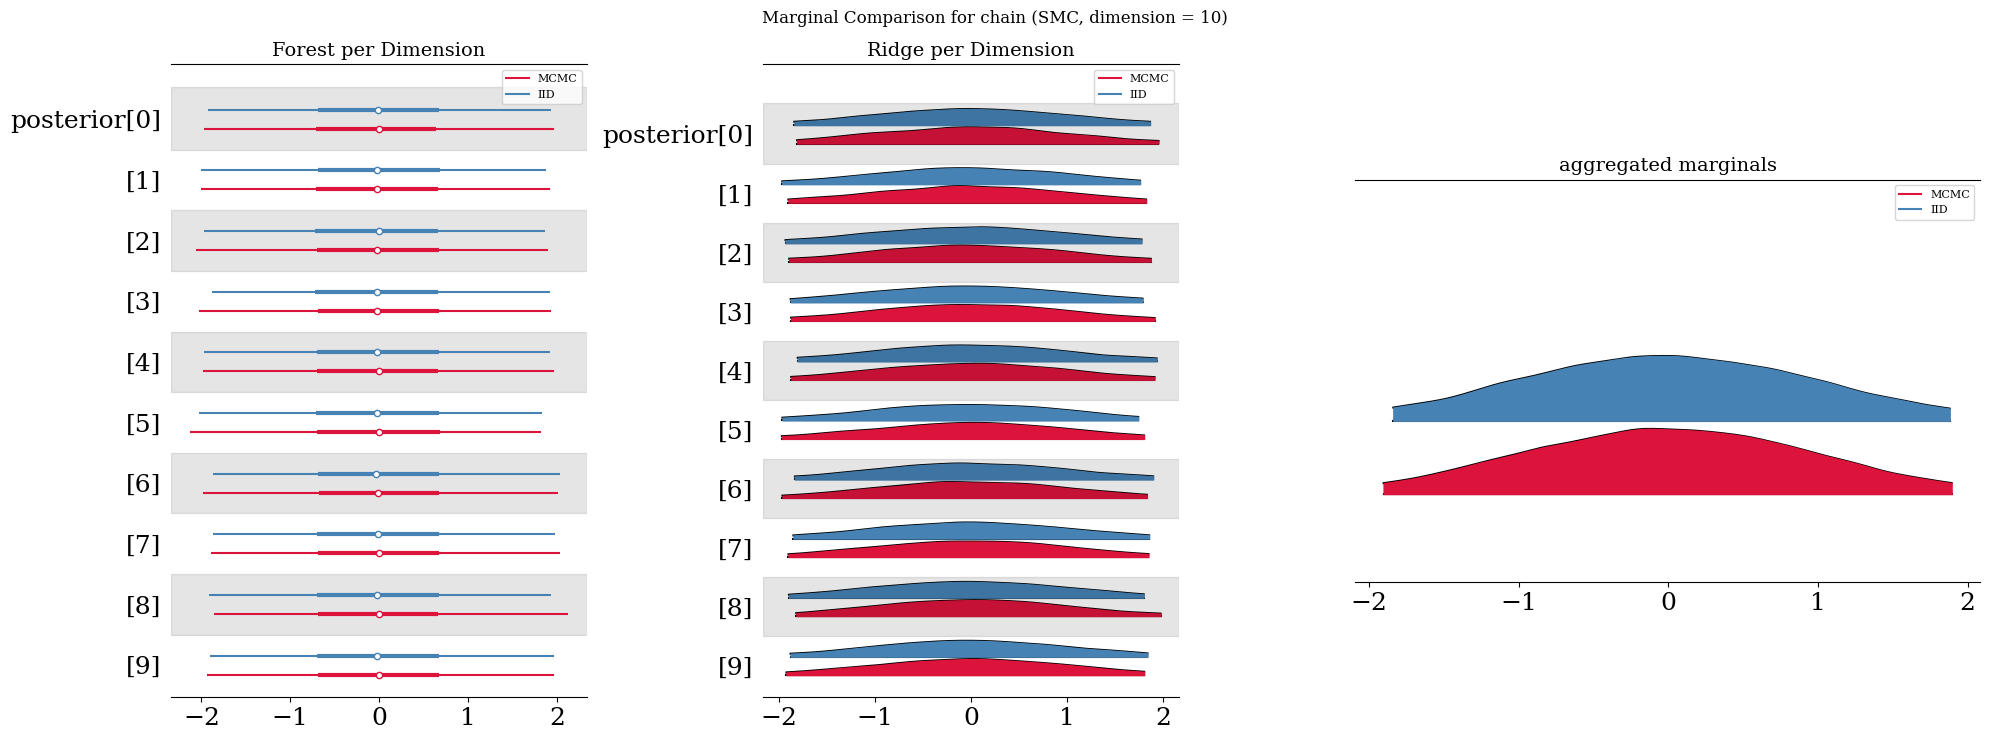 Marginal Comparison for chain (SMC, dimension = 10)
Forest per Dimension
MCMC
IID
posterior[0]
[1]
[2]
[3]
[4]
[5]
[6]
[7]
[8]
[9]
−2 −1 0 1 2
Ridge per Dimension
MCMC
IID
posterior[0]
[1]
[2]
[3]
[4]
[5]
[6]
[7]
[8]
[9]
−2 −1 0 1 2
aggregated marginals
MCMC
IID
−2 −1 0 1 2